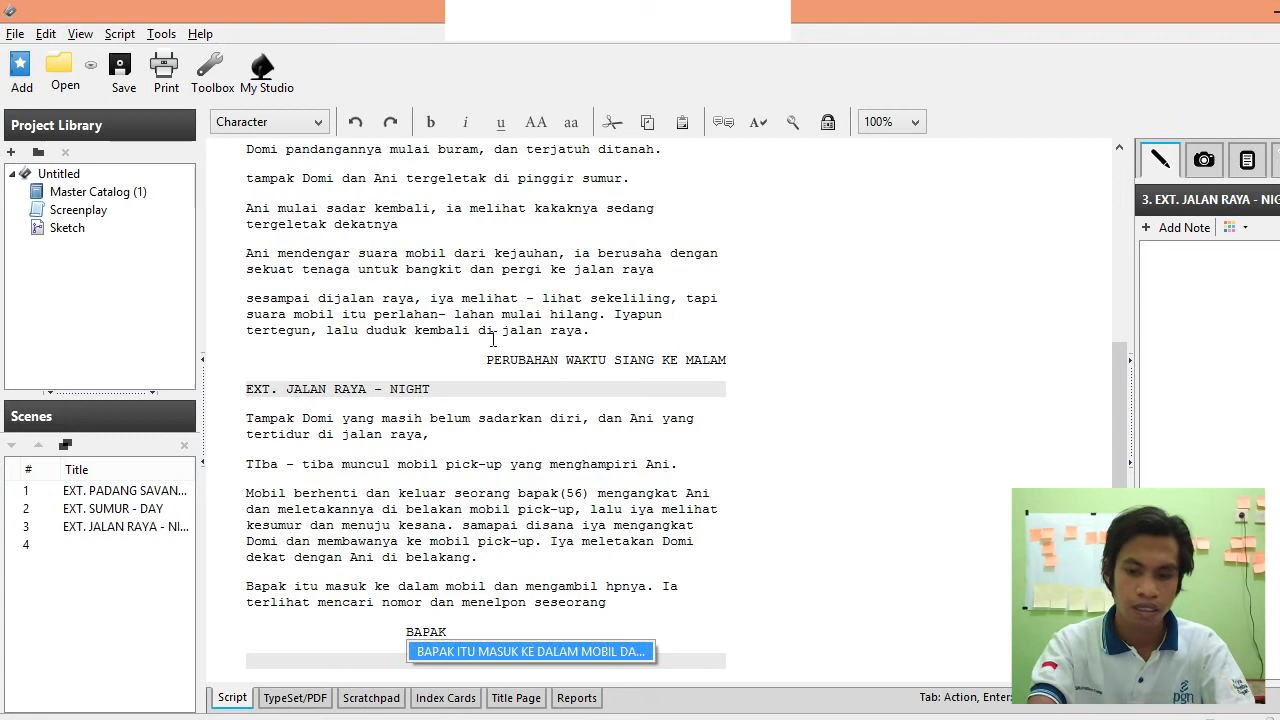 File Edit View Script Tools Help
Add Open Save Print Toolbox My Studio
Project Library
Character
100%
Untitled
Master Catalog (1)
Screenplay
Sketch
Domi pandangannya mulai buram, dan terjatuh ditanah.
tampak Domi dan Ani tergeletak di pinggir sumur.
Ani mulai sadar kembali, ia melihat kakaknya sedang
tergeletak dekatnya
Ani mendengar suara mobil dari kejauhan, ia berusaha dengan
sekuat tenaga untuk bangkit dan pergi ke jalan raya
sesampai dijalan raya, iya melihat - lihat sekeliling, tapi
suara mobil itu perlahan- lahan mulai hilang. Iyapun
tertegun, lalu duduk kembali di jalan raya.
PERUBAHAN WAKTU SIANG KE MALAM
EXT. JALAN RAYA - NIGHT
Tampak Domi yang masih belum sadarkan diri, dan Ani yang
tertidur di jalan raya,
TIba - tiba muncul mobil pick-up yang menghampiri Ani.
Mobil berhenti dan keluar seorang bapak(56) mengangkat Ani
dan meletakannya di belakan mobil pick-up, lalu iya melihat
kesumur dan menuju kesana. samapai disana iya mengangkat
Domi dan membawanya ke mobil pick-up. Iya meletakan Domi
dekat dengan Ani di belakang.
Bapak itu masuk ke dalam mobil dan mengambil hpnya. Ia
terlihat mencari nomor dan menelpon seseorang
BAPAK
BAPAK ITU MASUK KE DALAM MOBIL DA...
Scenes
# Title
1 EXT. PADANG SAVAN...
2 EXT. SUMUR - DAY
3 EXT. JALAN RAYA - NI...
4
3. EXT. JALAN RAYA - NIG
Add Note
pgn
Script TypeSet/PDF Scratchpad Index Cards Title Page Reports
Tab: Action, Enter: